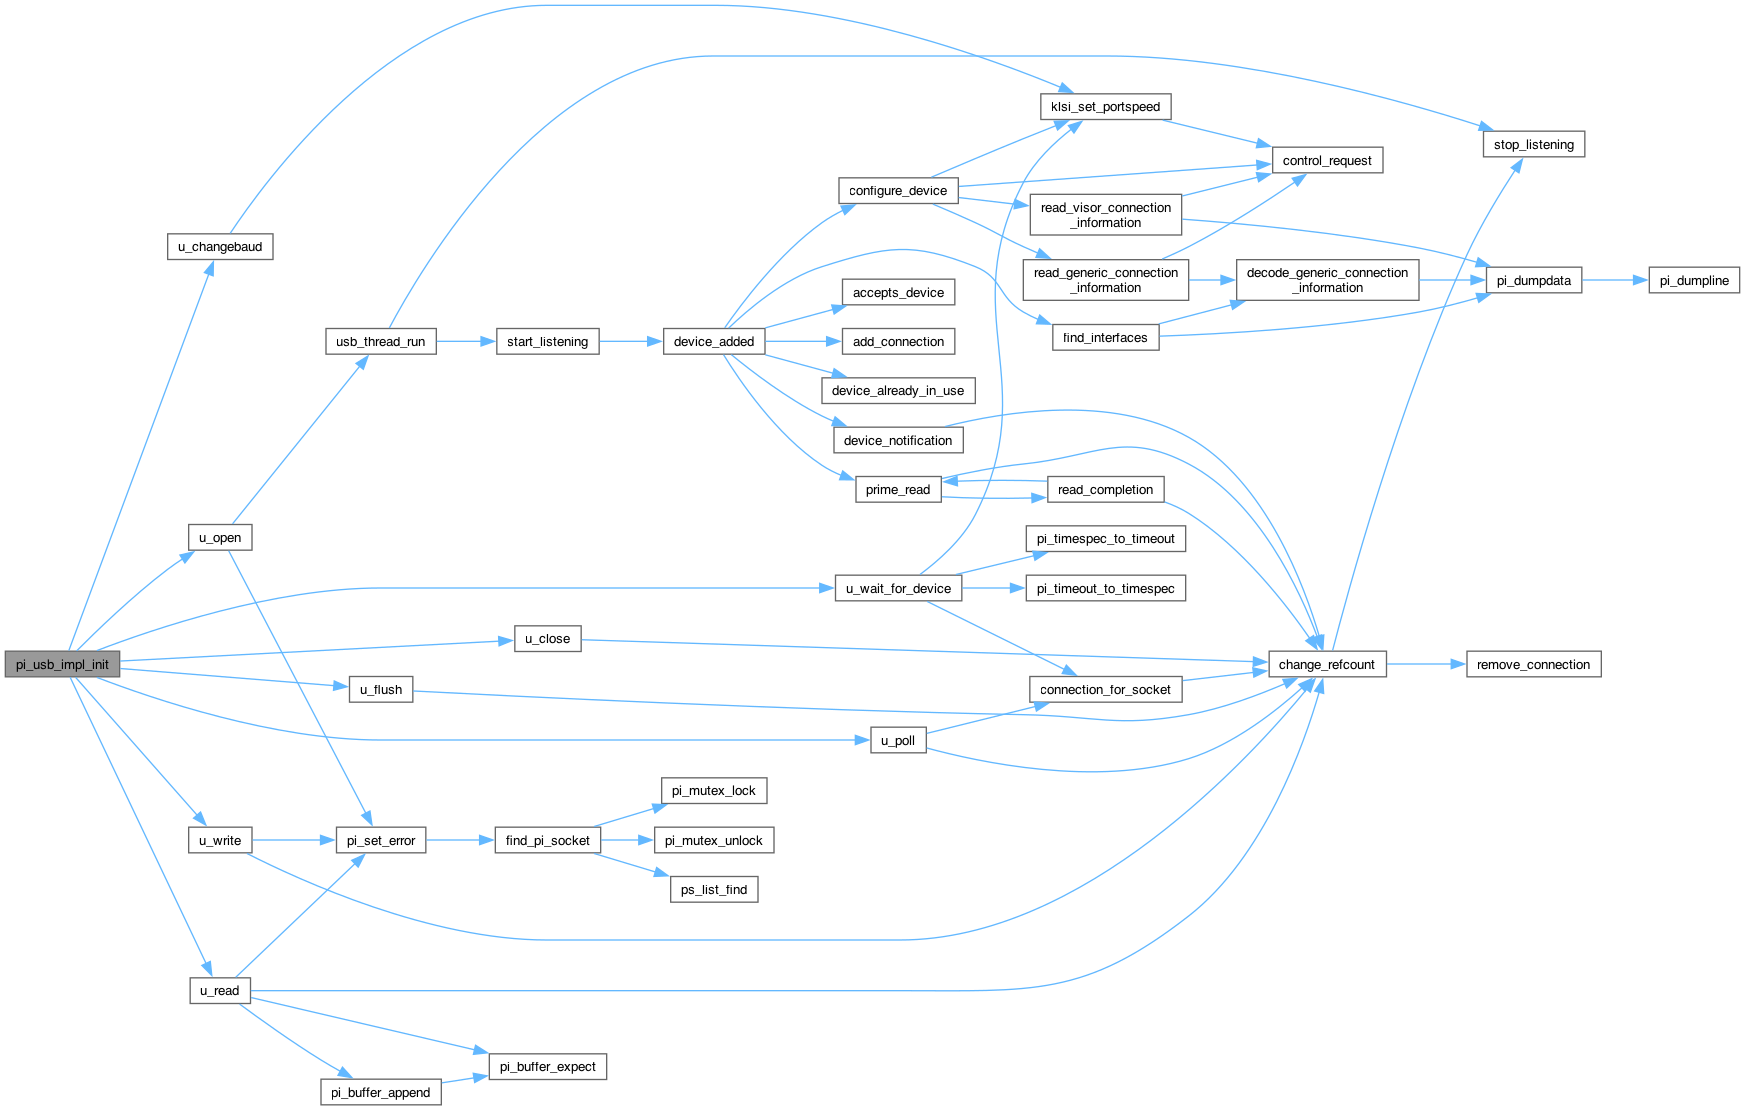 klsi_set_portspeed
stop_listening
control_request
configure_device
read_visor_connection
_information
u_changebaud
read_generic_connection
_information
decode_generic_connection
_information
pi_dumpdata
pi_dumpline
accepts_device
usb_thread_run
start_listening
device_added
add_connection
find_interfaces
device_already_in_use
device_notification
prime_read
read_completion
u_open
pi_timespec_to_timeout
u_wait_for_device
pi_timeout_to_timespec
u_close
pi_usb_impl_init
change_refcount
remove_connection
u_flush
connection_for_socket
u_poll
pi_mutex_lock
u_write
pi_set_error
find_pi_socket
pi_mutex_unlock
ps_list_find
u_read
pi_buffer_expect
pi_buffer_append